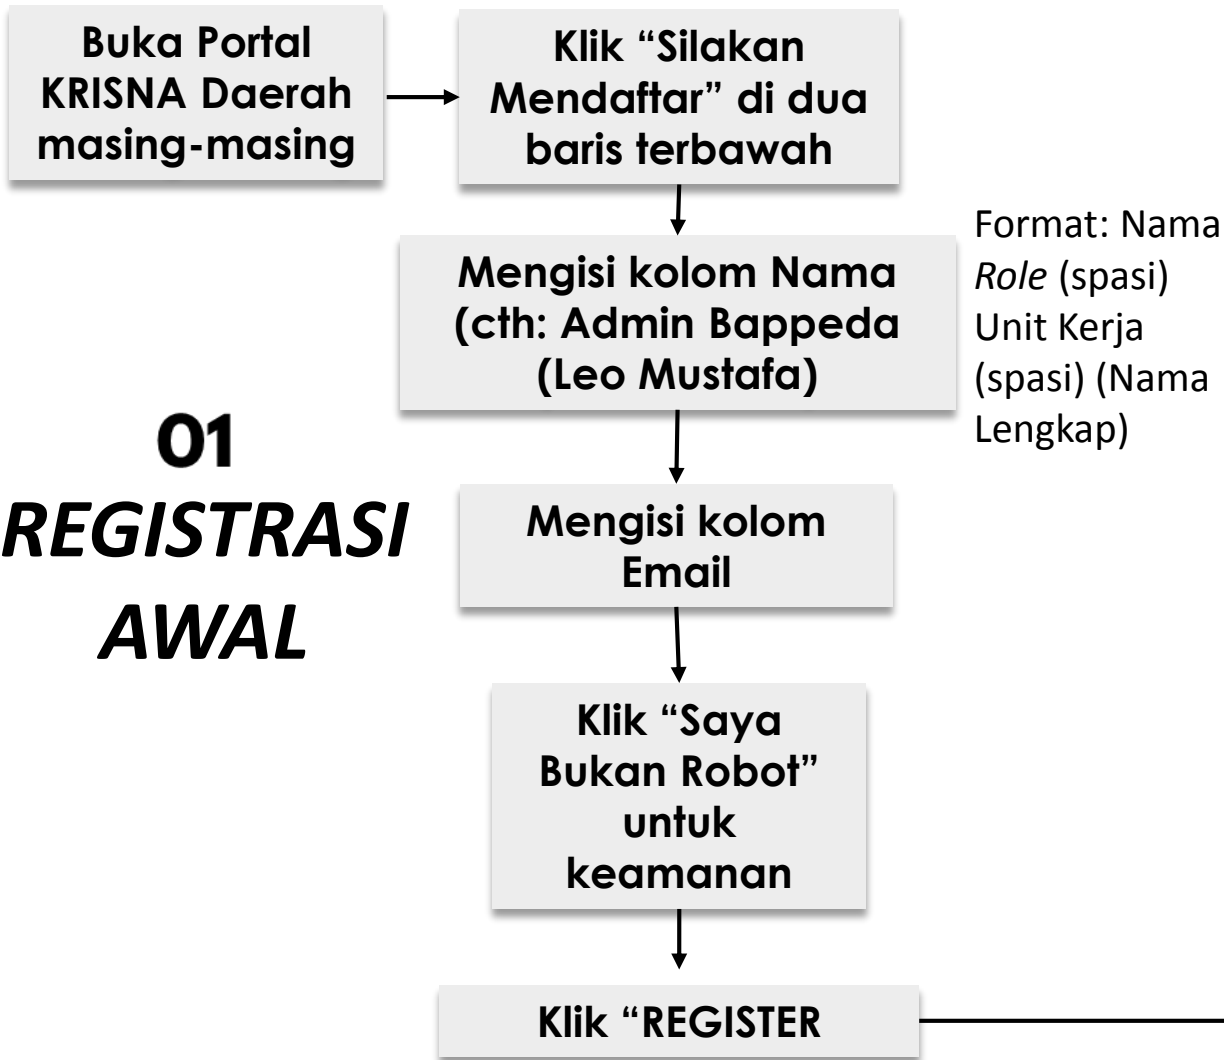 Buka Portal
KRISNA Daerah
masing-masing
Klik “Silakan
Mendaftar” di dua
baris terbawah
Mengisi kolom Nama
(cth: Admin Bappeda
(Leo Mustafa)
Format: Nama
Role (spasi)
Unit Kerja
(spasi) (Nama
Lengkap)
01
REGISTRASI
AWAL
Mengisi kolom
Email
Klik “Saya
Bukan Robot”
untuk
keamanan
Klik “REGISTER